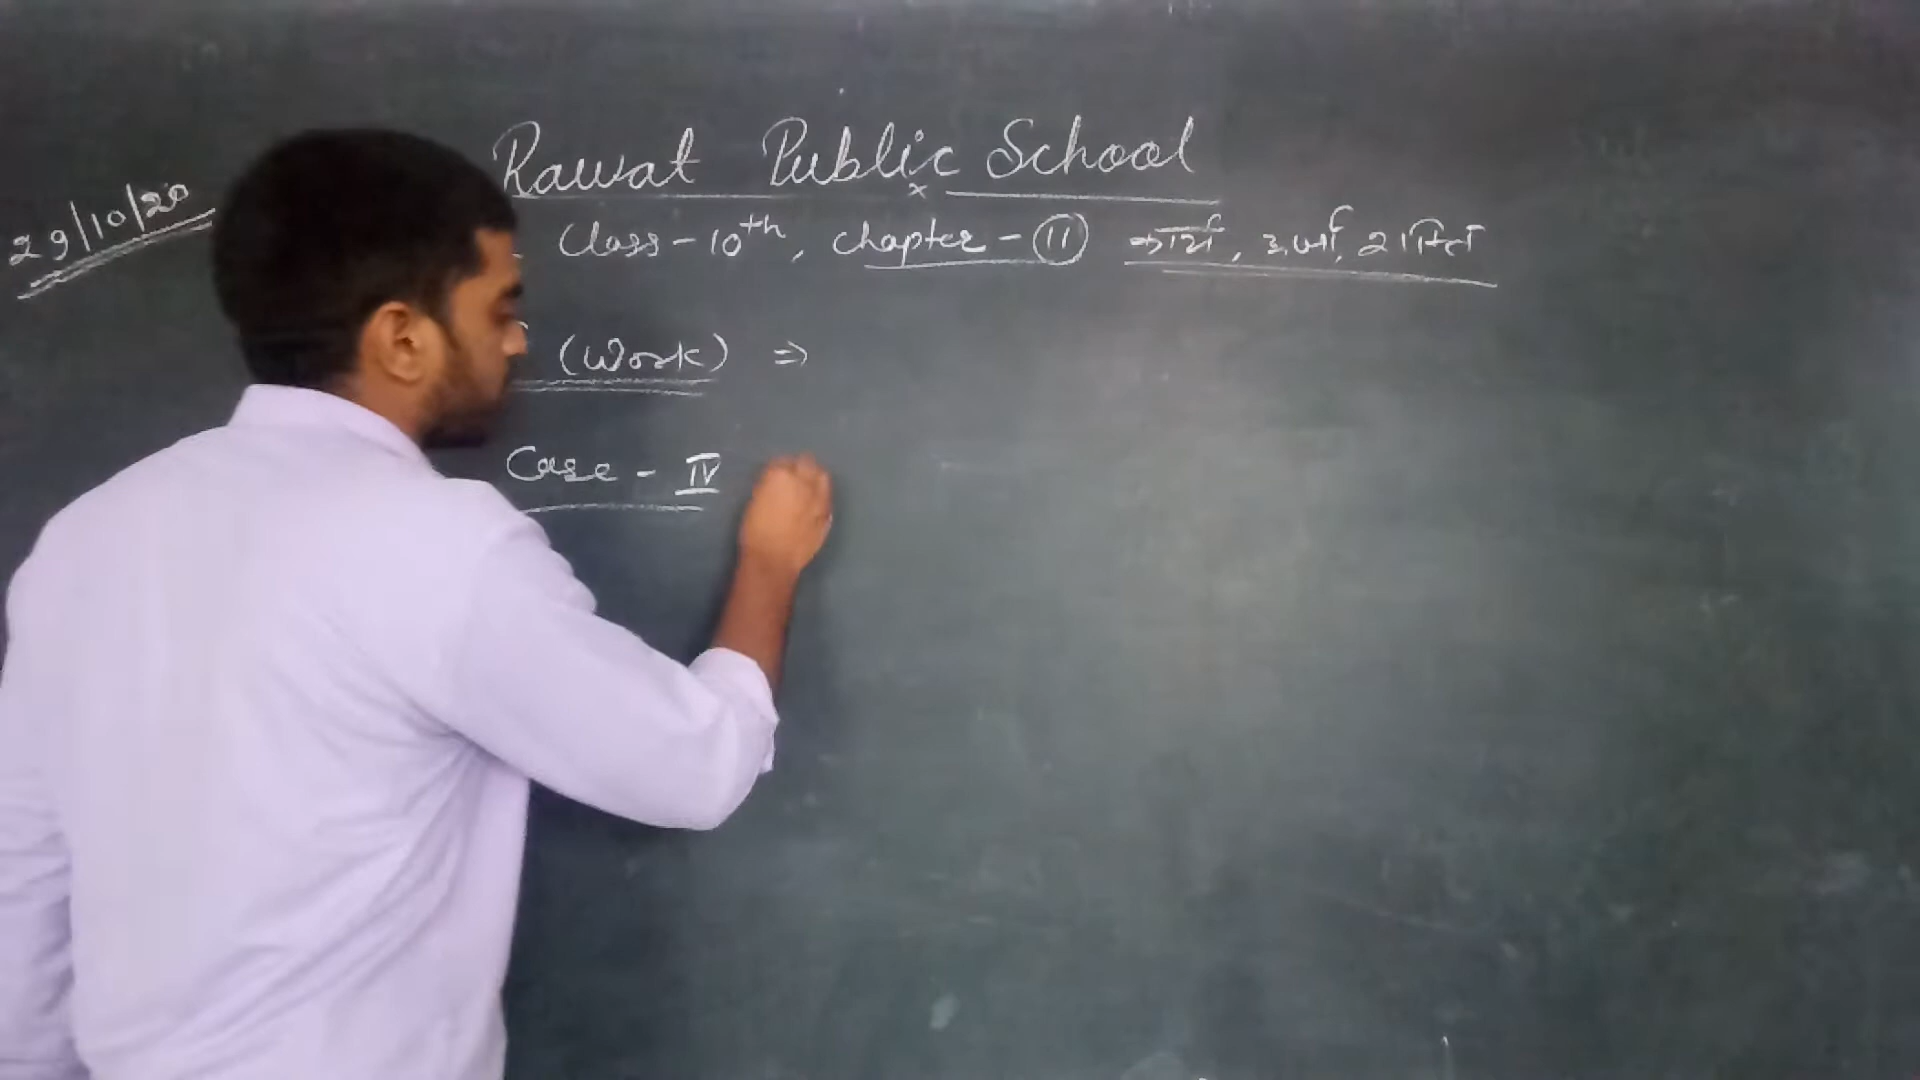 Rawat Public School
29/10/20
Class - 10th, Chapter - 11 ⇒ कार्य, ऊर्जा, शक्ति
(Work) ⇒
Case - IV